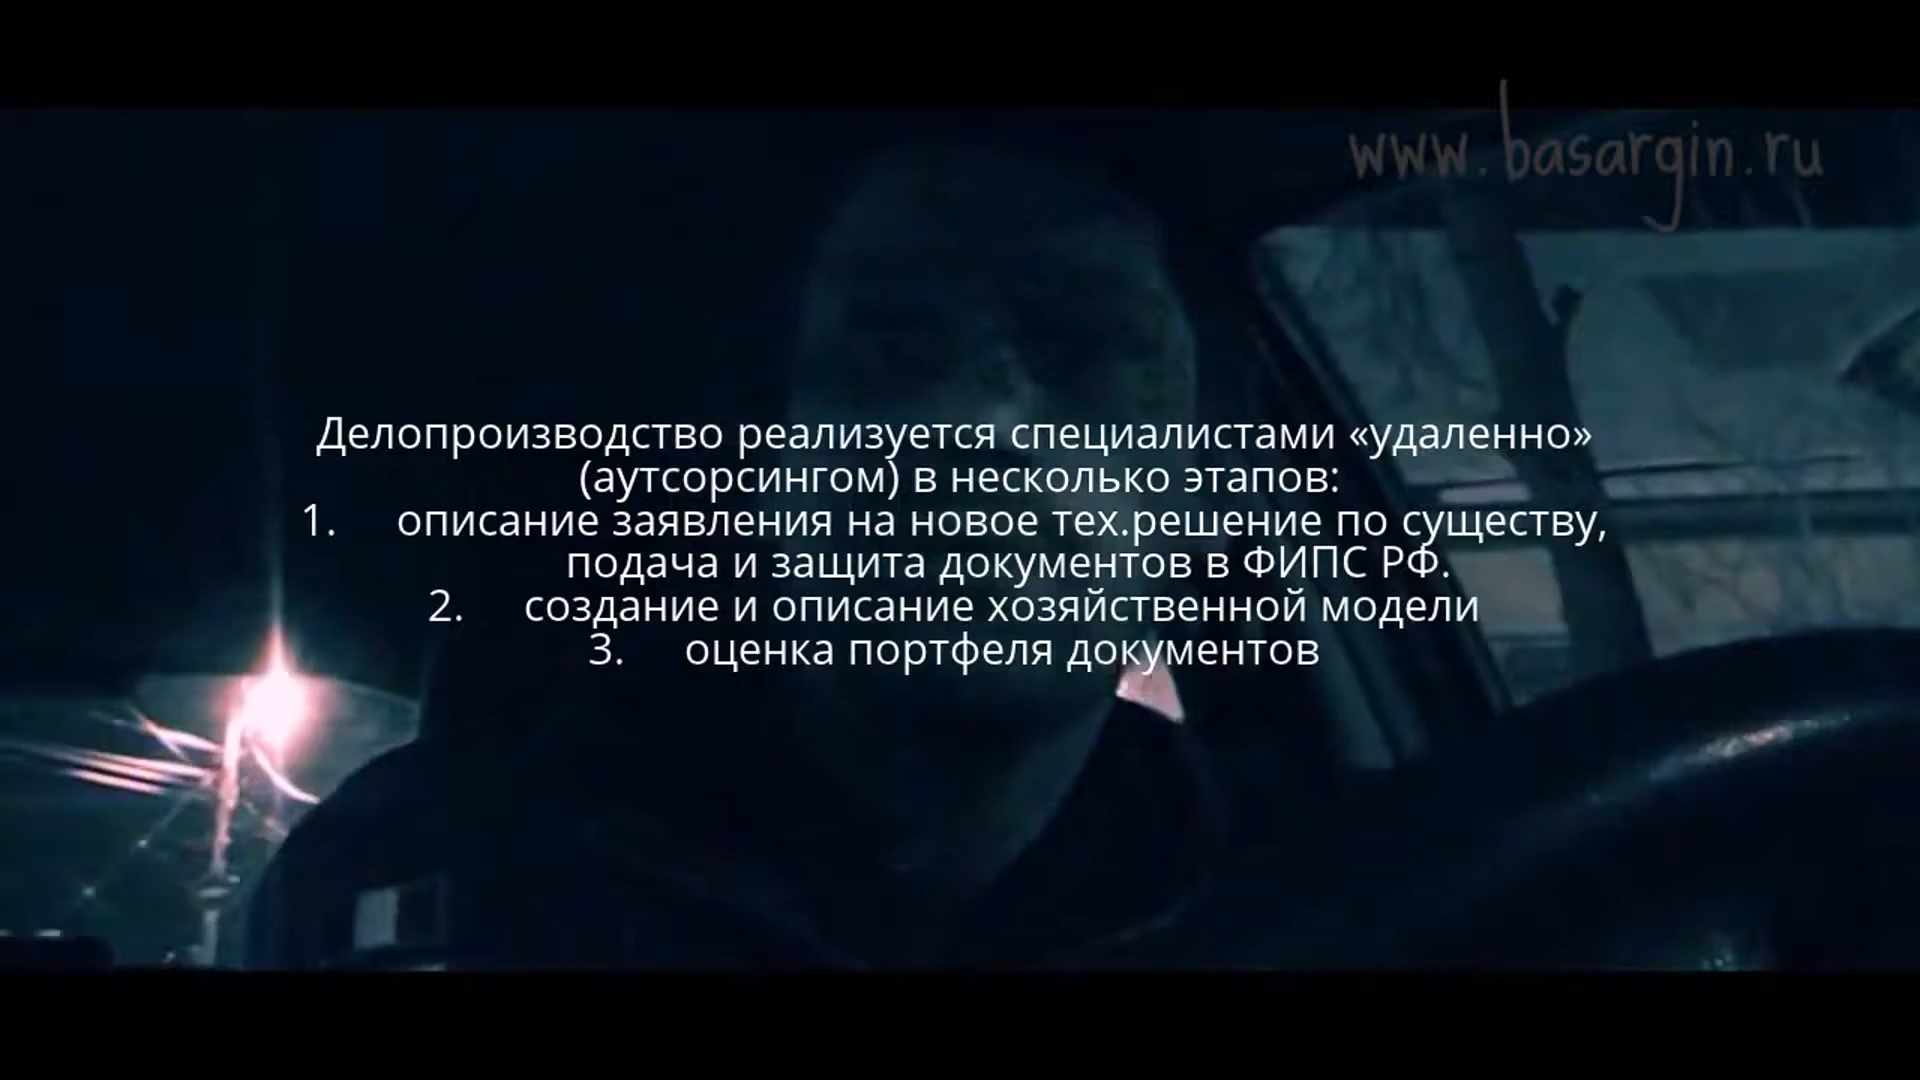 www.basargin.ru
Делопроизводство реализуется специалистами «удаленно»
(аутсорсингом) в несколько этапов:
1. описание заявления на новое тех.решение по существу,
подача и защита документов в ФИПС РФ.
2. создание и описание хозяйственной модели
3. оценка портфеля документов